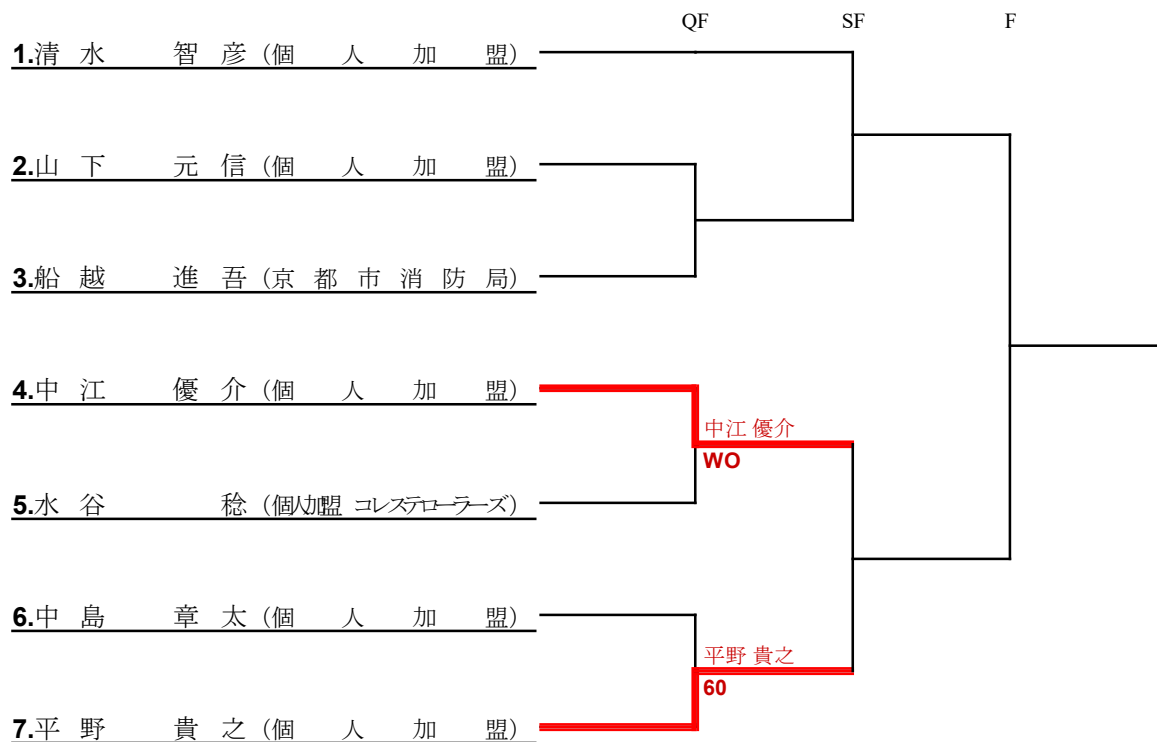 QF SF F
1.清水 智彦 (個人加盟)
2.山下 元信 (個人加盟)
3.船越 進吾 (京都市消防局)
4.中江 優介 (個人加盟)
中江 優介
WO
5.水谷 稔 (個人加盟 コレステローラーズ)
6.中島 章太 (個人加盟)
平野 貴之
60
7.平野 貴之 (個人加盟)